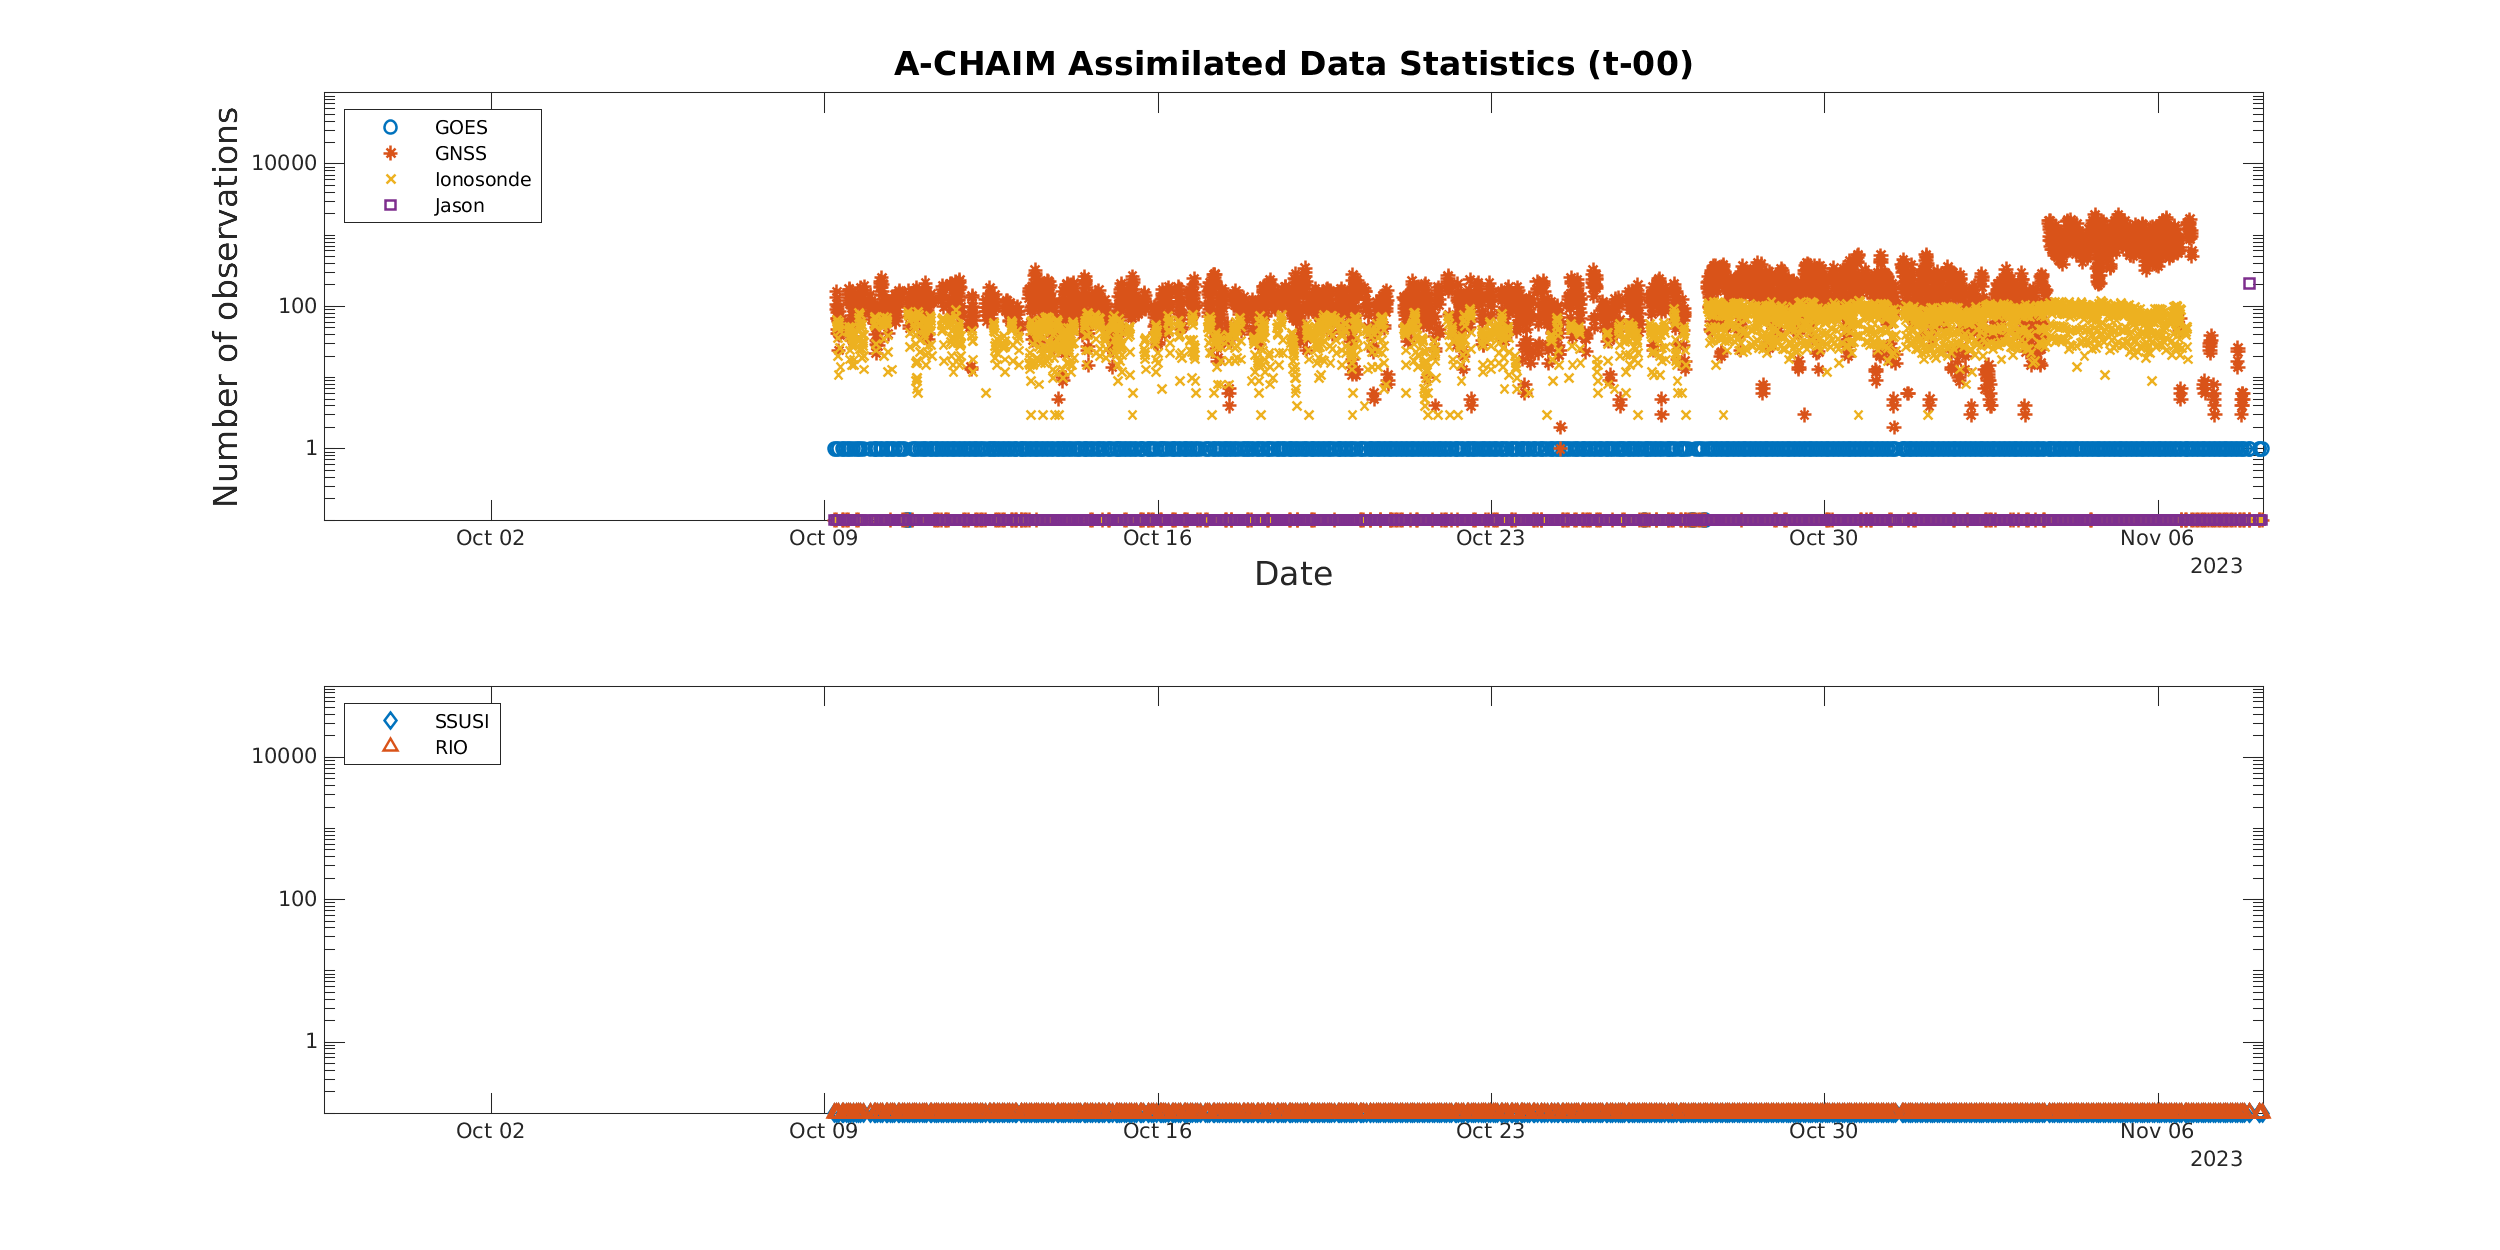 A-CHAIM Assimilated Data Statistics (t-00)
Number of observations
GOES
GNSS
Ionosonde
Jason
10000
100
1
Oct 02 Oct 09 Oct 16 Oct 23 Oct 30 Nov 06
2023
Date
SSUSI
RIO
10000
100
1
Oct 02 Oct 09 Oct 16 Oct 23 Oct 30 Nov 06
2023